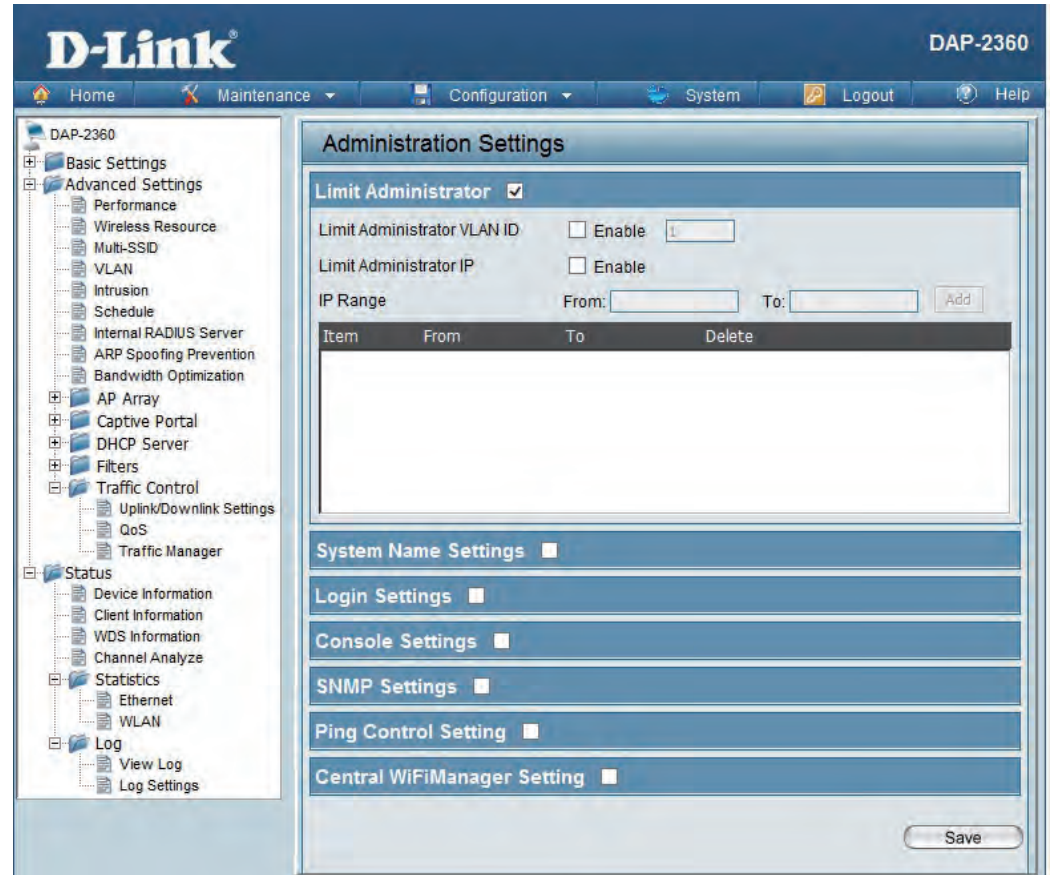 D-Link®
DAP-2360
Home Maintenance Configuration System Logout Help
DAP-2360
Basic Settings
Advanced Settings
Performance
Wireless Resource
Multi-SSID
VLAN
Intrusion
Schedule
Internal RADIUS Server
ARP Spoofing Prevention
Bandwidth Optimization
AP Array
Captive Portal
DHCP Server
Filters
Traffic Control
Uplink/Downlink Settings
QoS
Traffic Manager
Status
Device Information
Client Information
WDS Information
Channel Analyze
Statistics
Ethernet
WLAN
Log
View Log
Log Settings
Administration Settings
Limit Administrator
Limit Administrator VLAN ID Enable 1
Limit Administrator IP Enable
IP Range From: To: Add
Item From To Delete
System Name Settings
Login Settings
Console Settings
SNMP Settings
Ping Control Setting
Central WiFiManager Setting
Save